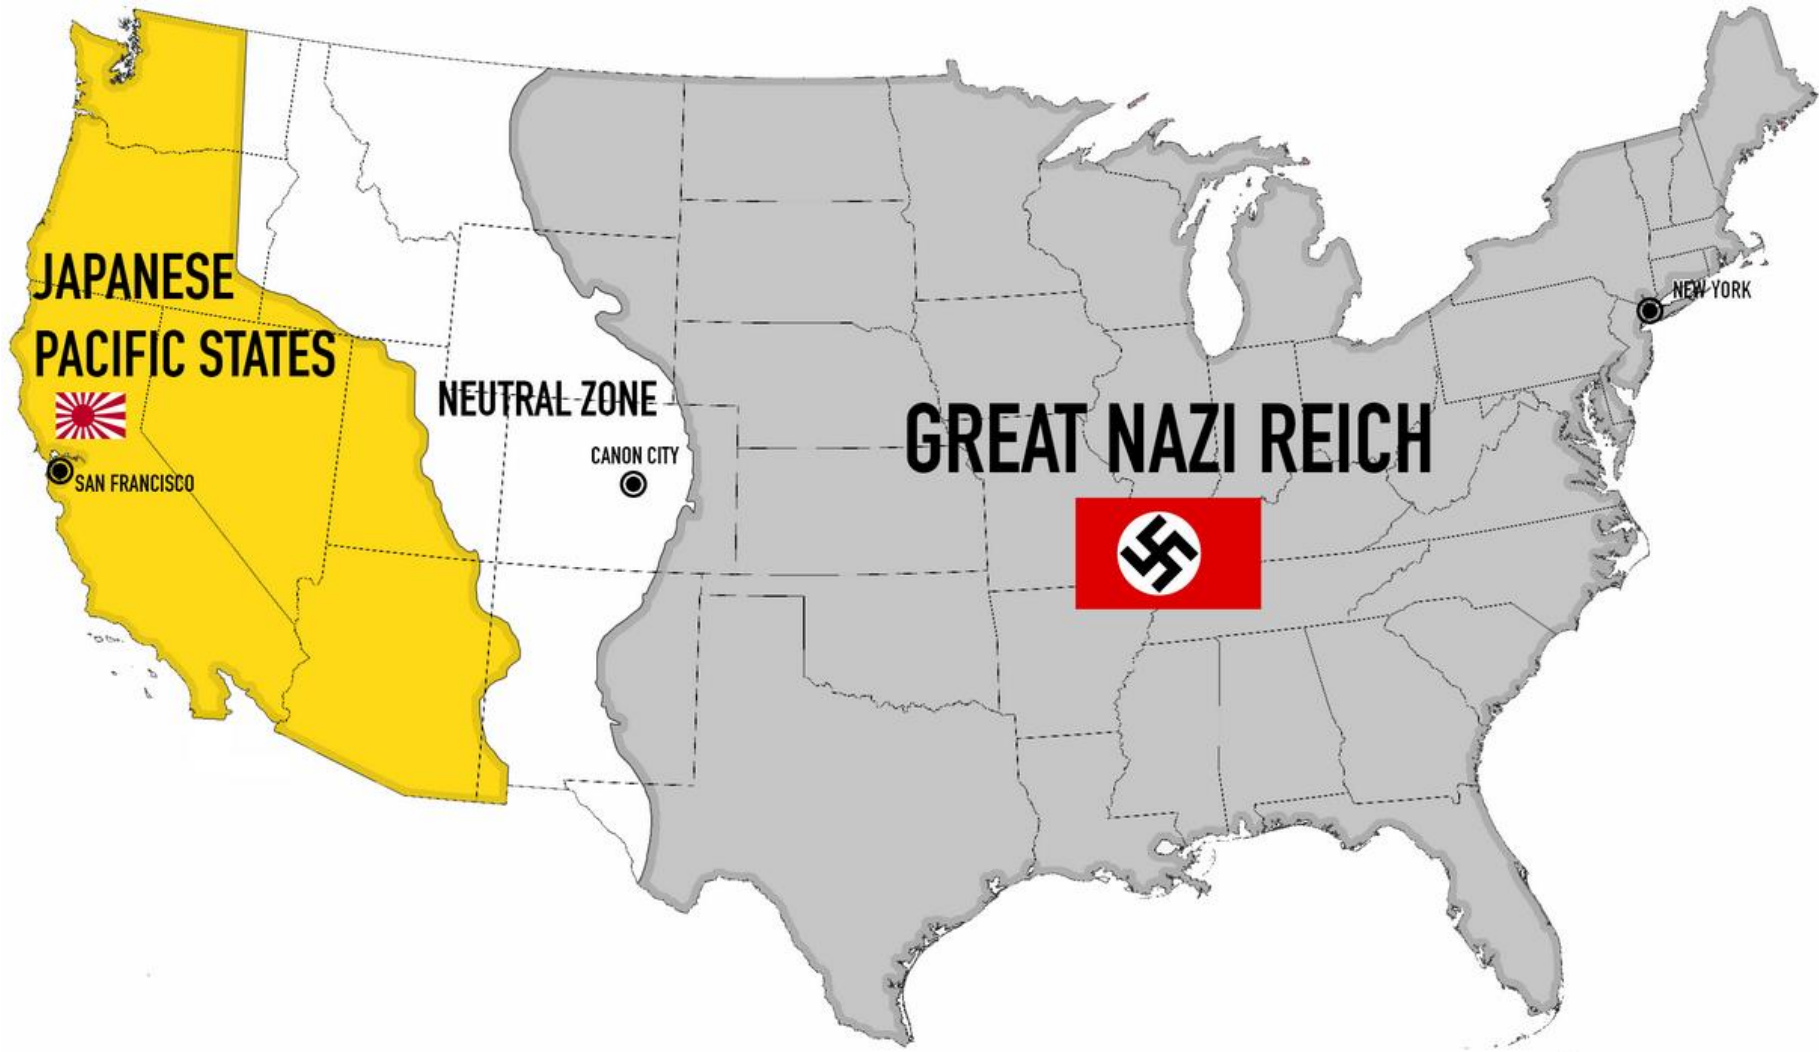 JAPANESE
PACIFIC STATES
SAN FRANCISCO
NEUTRAL ZONE
CANON CITY
GREAT NAZI REICH
NEW YORK